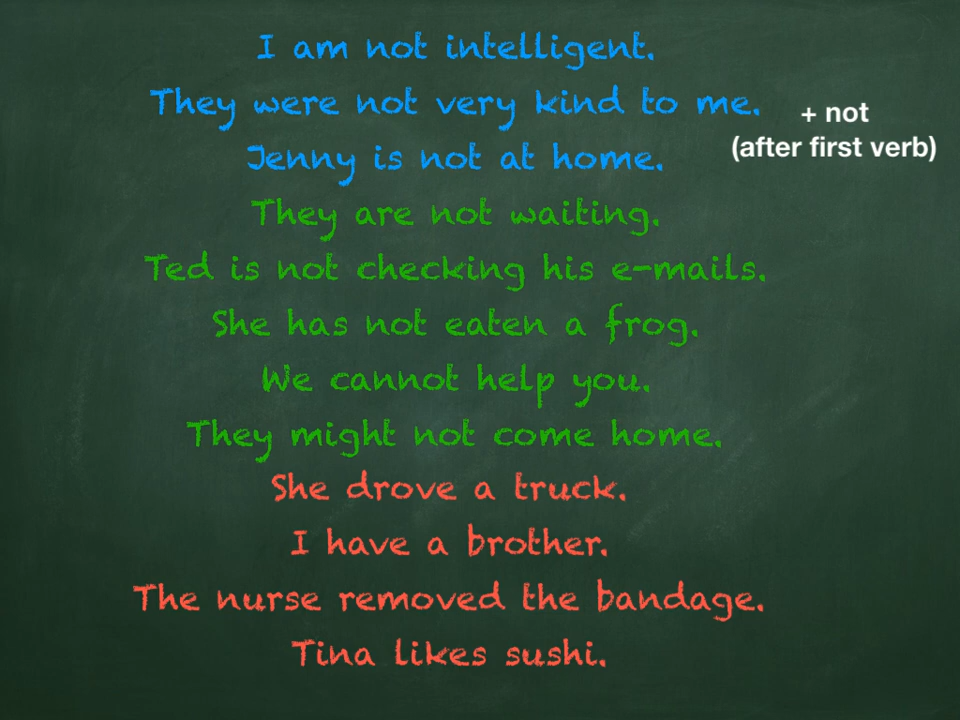 I am not intelligent.
They were not very kind to me.
+ not
(after first verb)
Jenny is not at home.
They are not waiting.
Ted is not checking his e-mails.
She has not eaten a frog.
We cannot help you.
They might not come home.
She drove a truck.
I have a brother.
The nurse removed the bandage.
Tina likes sushi.